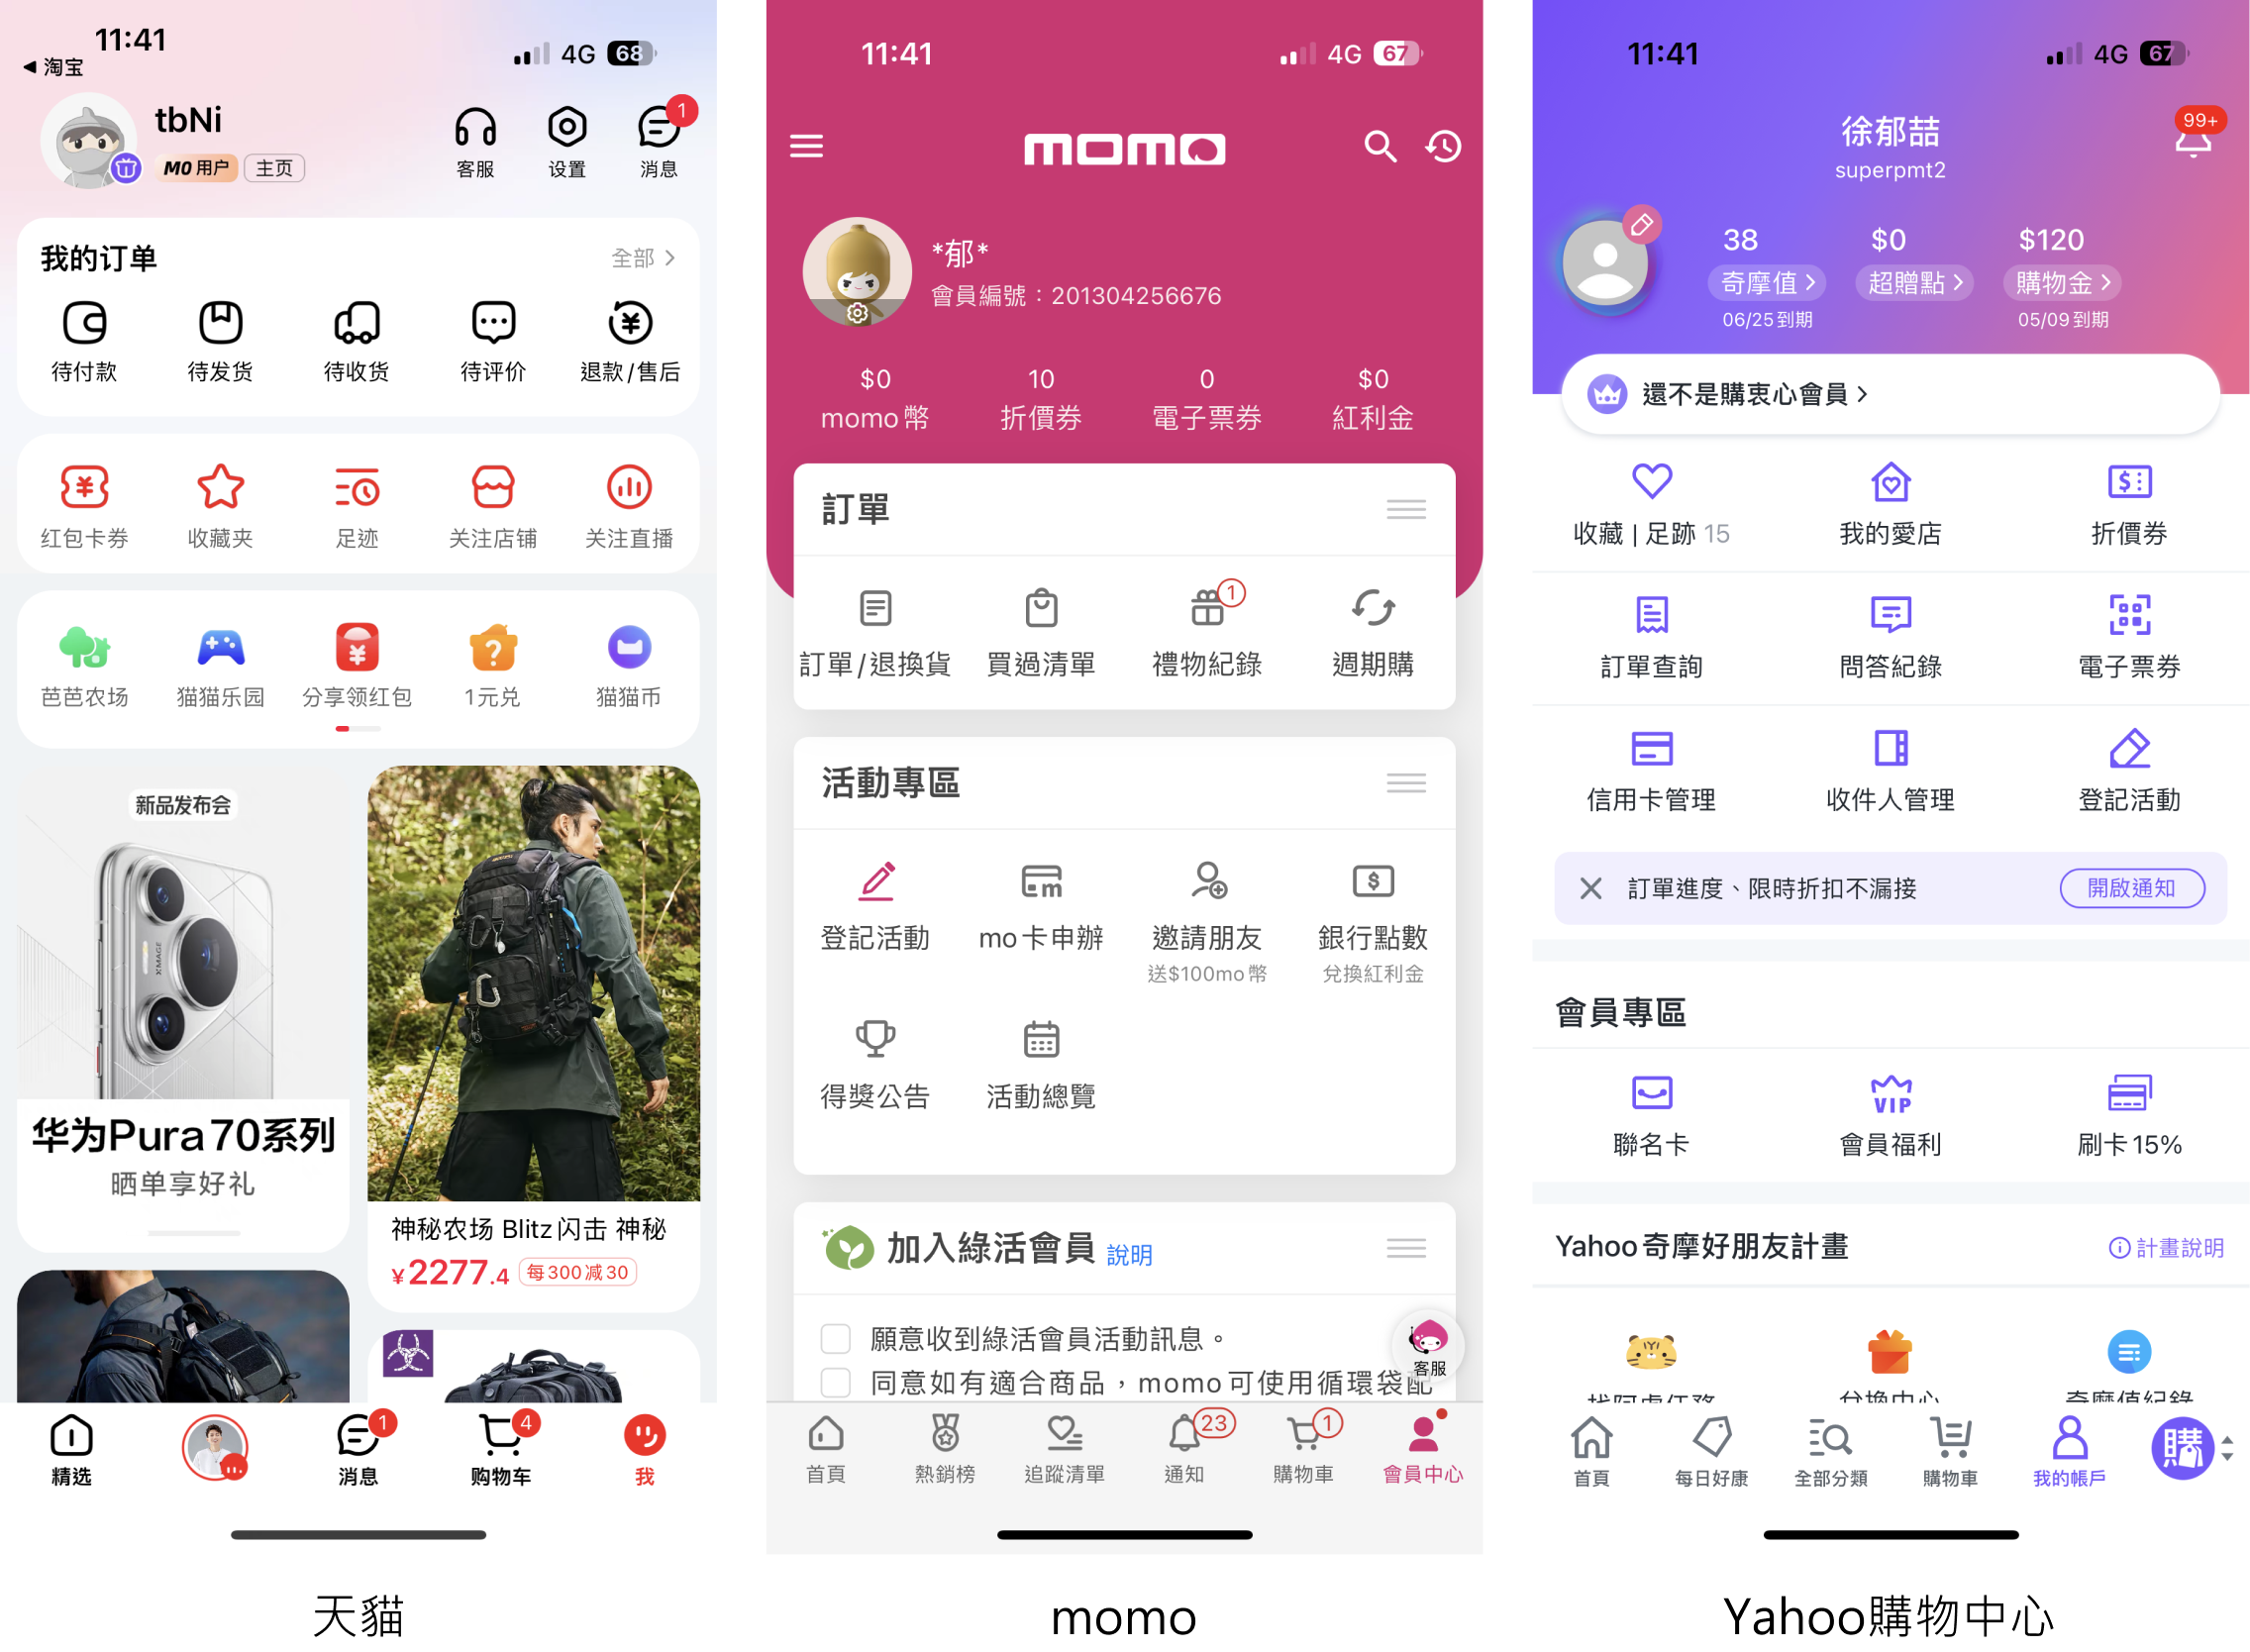 11:41
4G 68
淘宝
tbNi
M0 用户
主页
客服
设置
消息
1
我的订单
全部
待付款
待发货
待收货
待评价
退款/售后
红包卡券
收藏夹
足迹
关注店铺
关注直播
芭芭农场
猫猫乐园
分享领红包
1元兑
猫猫币
新品发布会
XMAGE
华为Pura 70系列
晒单享好礼
神秘农场 Blitz闪击 神秘
¥2277.4 每300减30
精选
消息
1
购物车
4
我
天貓
11:41
4G 67
momo
*郁*
會員編號：201304256676
$0
momo幣
10
折價券
0
電子票券
$0
紅利金
訂單
訂單/退換貨
買過清單
禮物紀錄
1
週期購
活動專區
登記活動
mo卡申辦
邀請朋友
送$100mo幣
銀行點數
兌換紅利金
得獎公告
活動總覽
加入綠活會員 說明
願意收到綠活會員活動訊息。
同意如有適合商品，momo可使用循環袋配
客服
首頁
熱銷榜
追蹤清單
通知
23
購物車
1
會員中心
momo
11:41
4G 67
徐郁喆
superpmt2
99+
38
奇摩值
06/25到期
$0
超贈點
$120
購物金
05/09到期
還不是購衷心會員
收藏 | 足跡 15
我的愛店
折價券
訂單查詢
問答紀錄
電子票券
信用卡管理
收件人管理
登記活動
訂單進度、限時折扣不漏接
開啟通知
會員專區
聯名卡
VIP
會員福利
刷卡15%
Yahoo奇摩好朋友計畫
計畫說明
找阿虎任務
兌換中心
奇摩值紀錄
首頁
每日好康
全部分類
購物車
我的帳戶
購
Yahoo購物中心